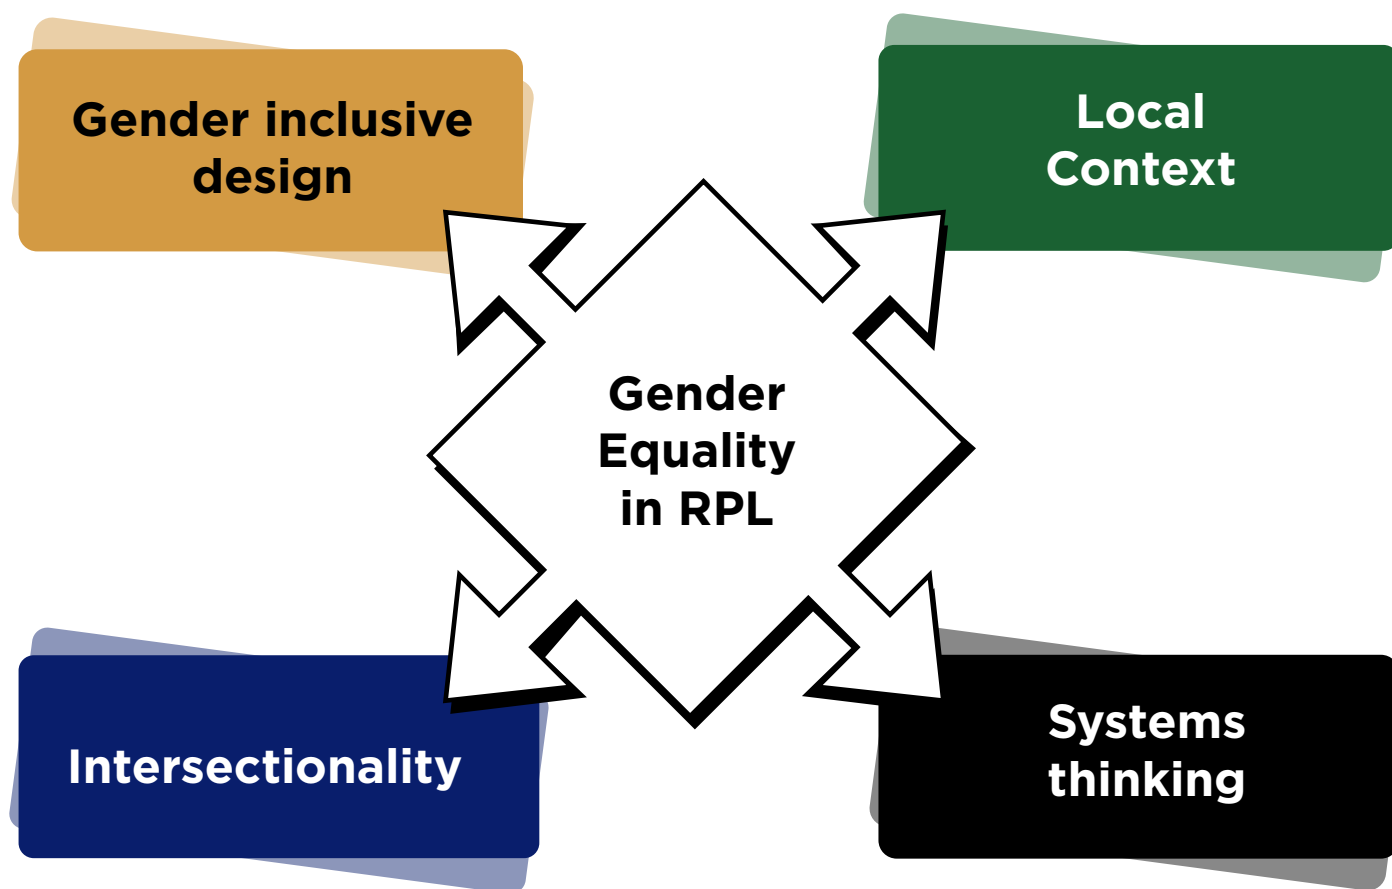 Gender inclusive
design
Local
Context
Gender
Equality
in RPL
Intersectionality
Systems
thinking